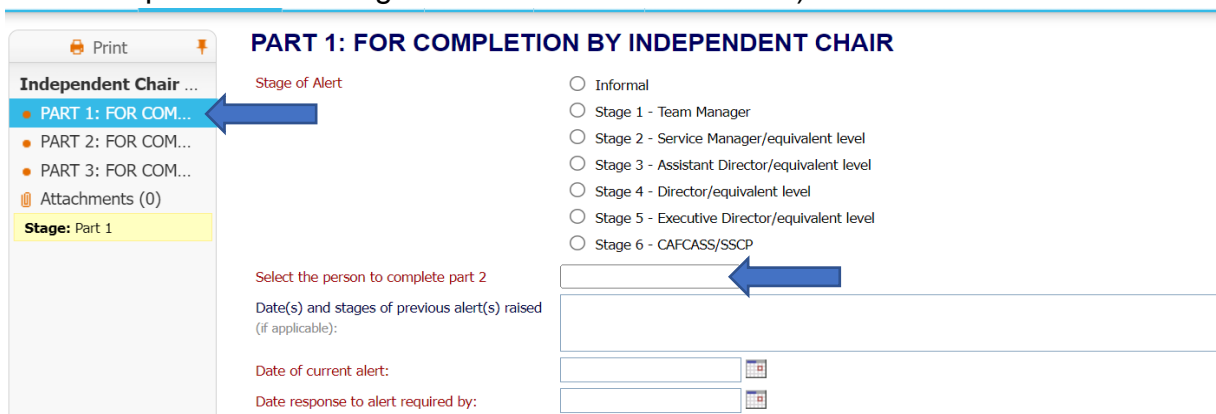 Print
PART 1: FOR COMPLETION BY INDEPENDENT CHAIR
Independent Chair ...
PART 1: FOR COM...
PART 2: FOR COM...
PART 3: FOR COM...
Attachments (0)
Stage: Part 1
Stage of Alert
Informal
Stage 1 - Team Manager
Stage 2 - Service Manager/equivalent level
Stage 3 - Assistant Director/equivalent level
Stage 4 - Director/equivalent level
Stage 5 - Executive Director/equivalent level
Stage 6 - CAFCASS/SSCP
Select the person to complete part 2
Date(s) and stages of previous alert(s) raised
(if applicable):
Date of current alert:
Date response to alert required by: